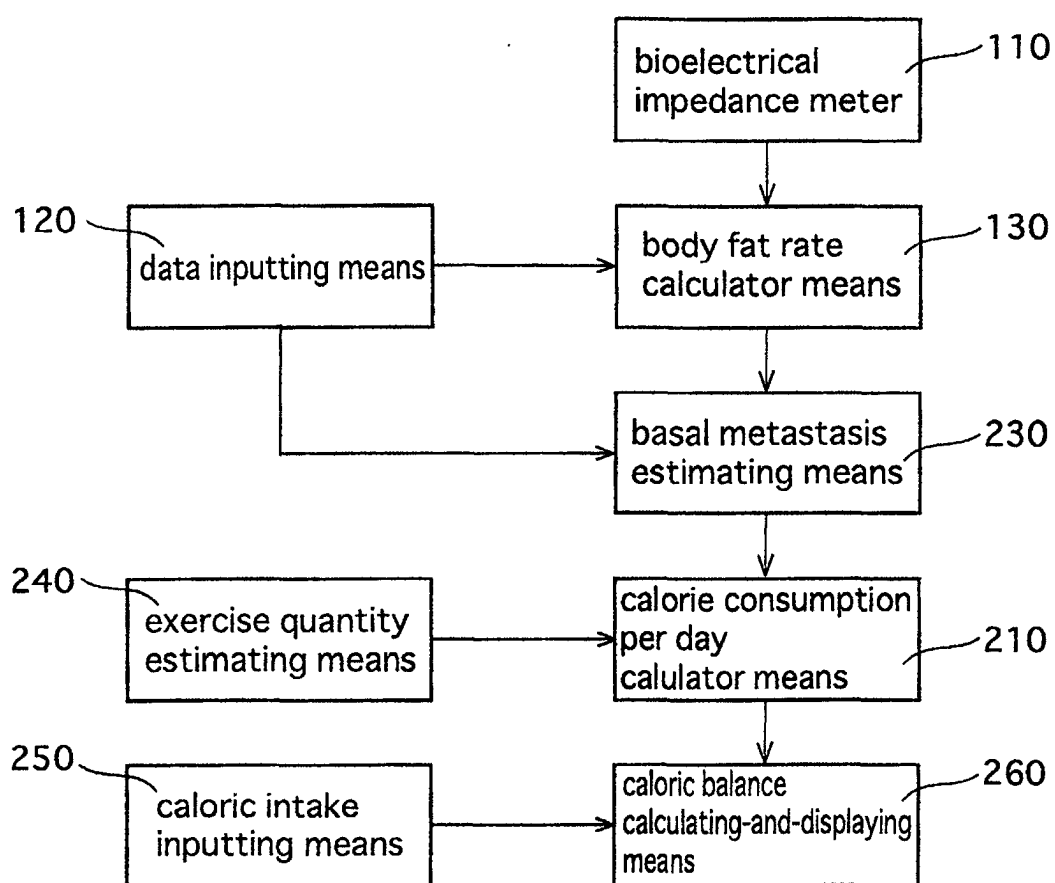 bioelectrical
impedance meter
110
120
data inputting means
body fat rate
calculator means
130
basal metastasis
estimating means
230
240
exercise quantity
estimating means
calorie consumption
per day
calulator means
210
250
caloric intake
inputting means
caloric balance
calculating-and-displaying
means
260